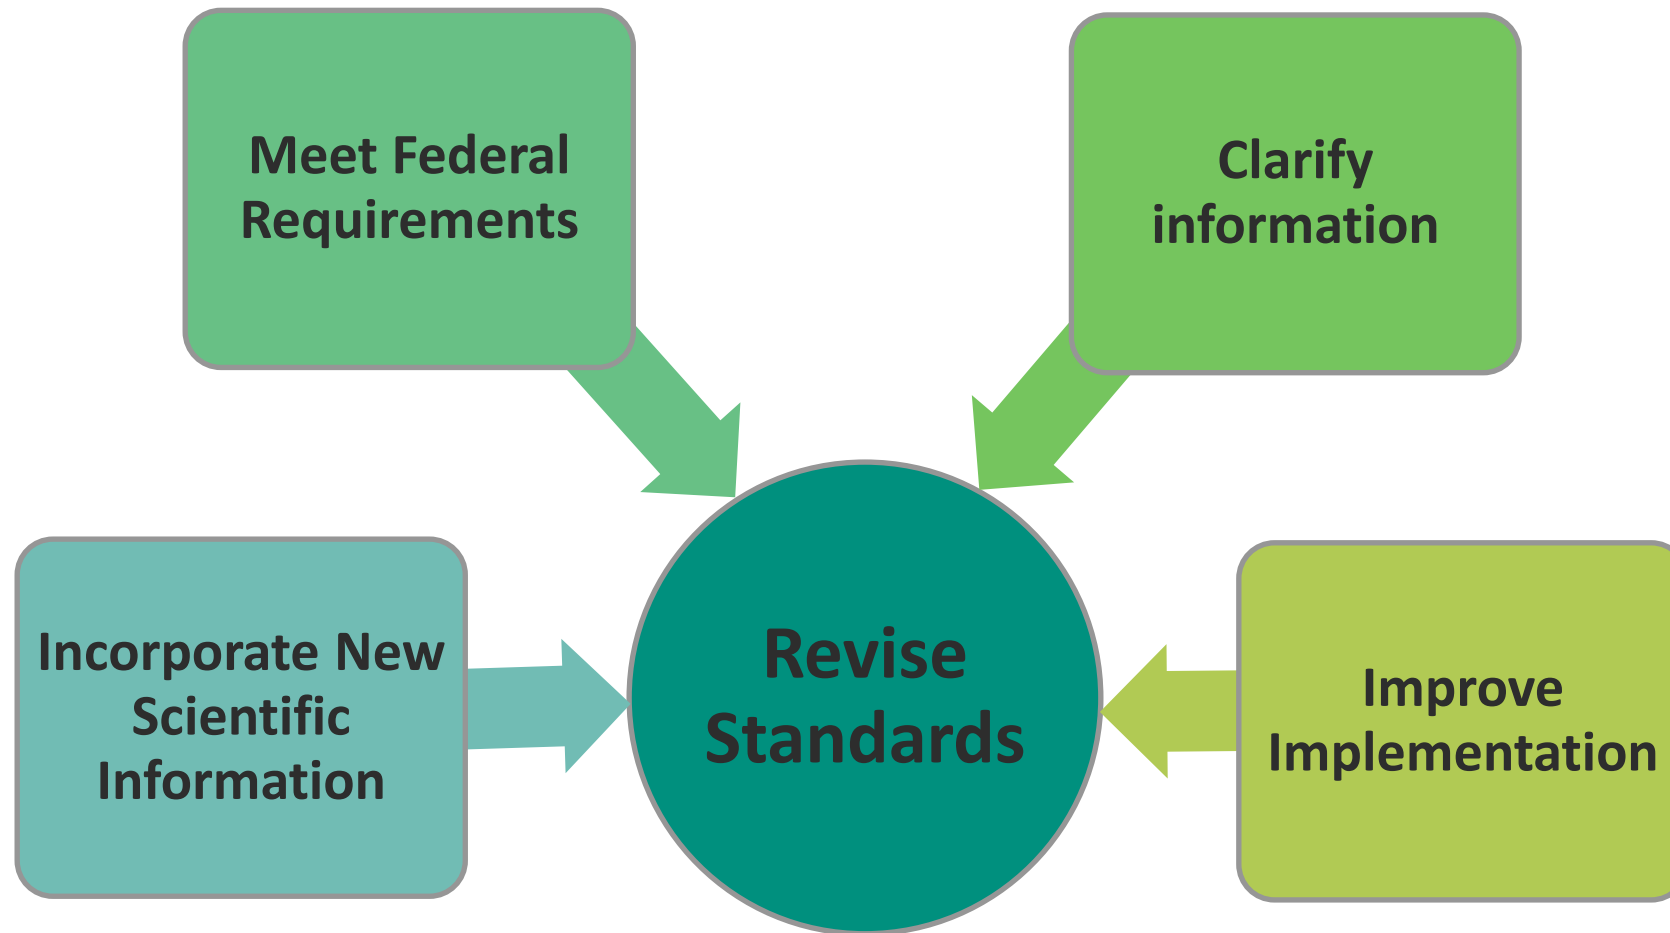 Meet Federal
Requirements
Clarify
information
Incorporate New
Scientific
Information
Revise
Standards
Improve
Implementation